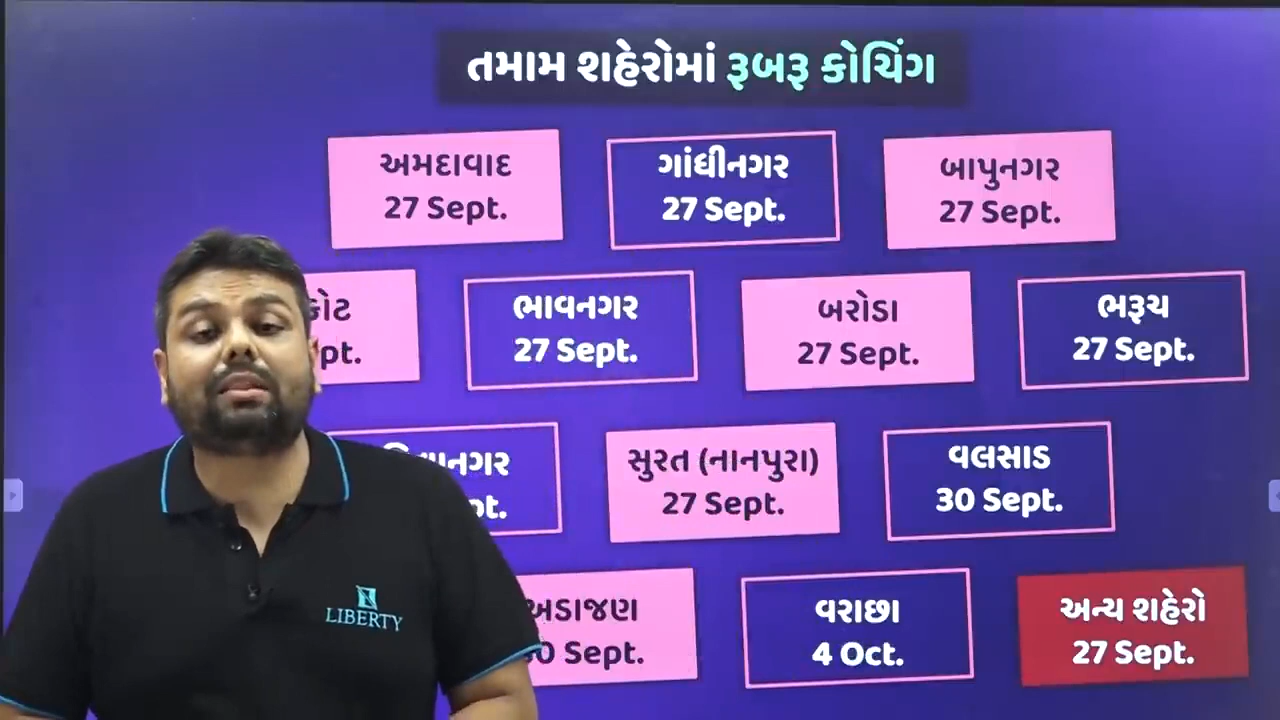 તમામ શહેરોમાં રૂબરૂ કોચિંગ
અમદાવાદ
27 Sept.
ગાંધીનગર
27 Sept.
બાપુનગર
27 Sept.
ભાવનગર
27 Sept.
બરોડા
27 Sept.
ભરૂચ
27 Sept.
સુરત (નાનપુરા)
27 Sept.
વલસાડ
30 Sept.
અડાજણ
Sept.
વરાછા
4 Oct.
અન્ય શહેરો
27 Sept.
LIBERTY